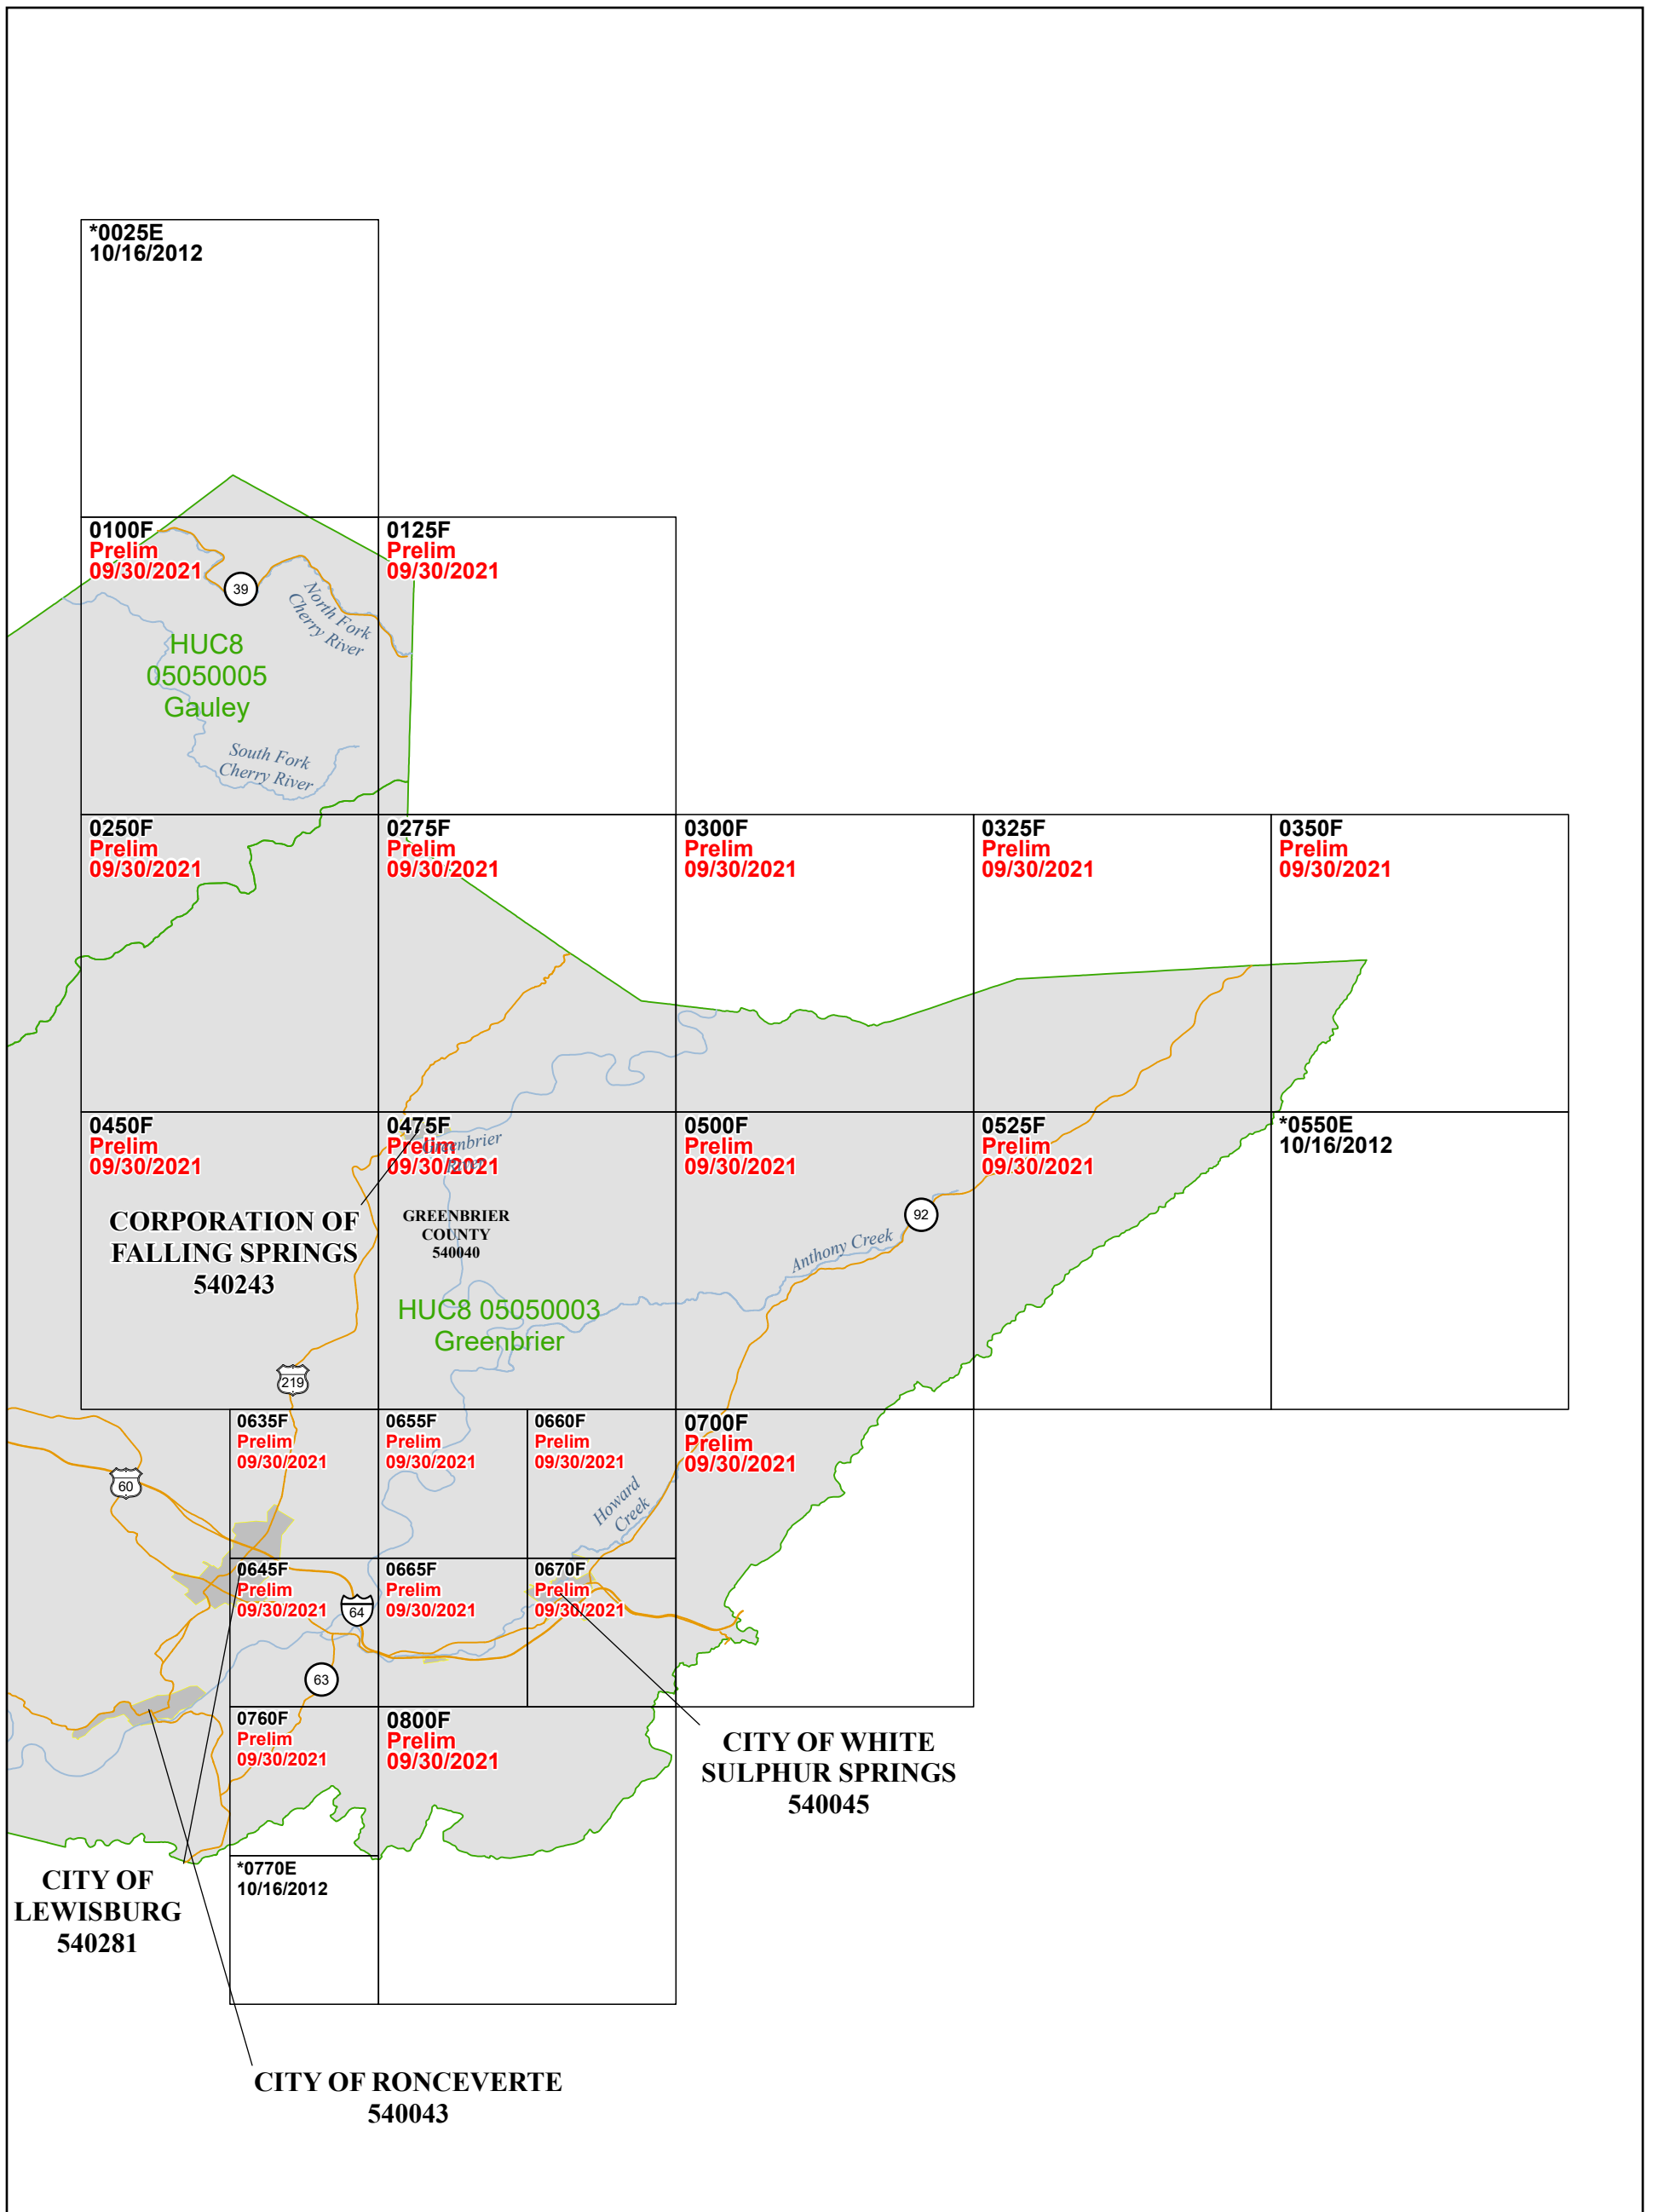 *0025E
10/16/2012
0100F
Prelim
09/30/2021
0125F
Prelim
09/30/2021
39
North Fork
Cherry River
HUC8
05050005
Gauley
South Fork
Cherry River
0250F
Prelim
09/30/2021
0275F
Prelim
09/30/2021
0300F
Prelim
09/30/2021
0325F
Prelim
09/30/2021
0350F
Prelim
09/30/2021
0450F
Prelim
09/30/2021
0475F
Prelim
09/30/2021
Greenbrier
River
0500F
Prelim
09/30/2021
0525F
Prelim
09/30/2021
*0550E
10/16/2012
CORPORATION OF
FALLING SPRINGS
540243
GREENBRIER
COUNTY
540040
92
Anthony Creek
HUC8 05050003
Greenbrier
219
0635F
Prelim
09/30/2021
0655F
Prelim
09/30/2021
0660F
Prelim
09/30/2021
0700F
Prelim
09/30/2021
60
Howard
Creek
0645F
Prelim
09/30/2021
0665F
Prelim
09/30/2021
0670F
Prelim
09/30/2021
64
63
0760F
Prelim
09/30/2021
0800F
Prelim
09/30/2021
CITY OF WHITE
SULPHUR SPRINGS
540045
*0770E
10/16/2012
CITY OF
LEWISBURG
540281
CITY OF RONCEVERTE
540043